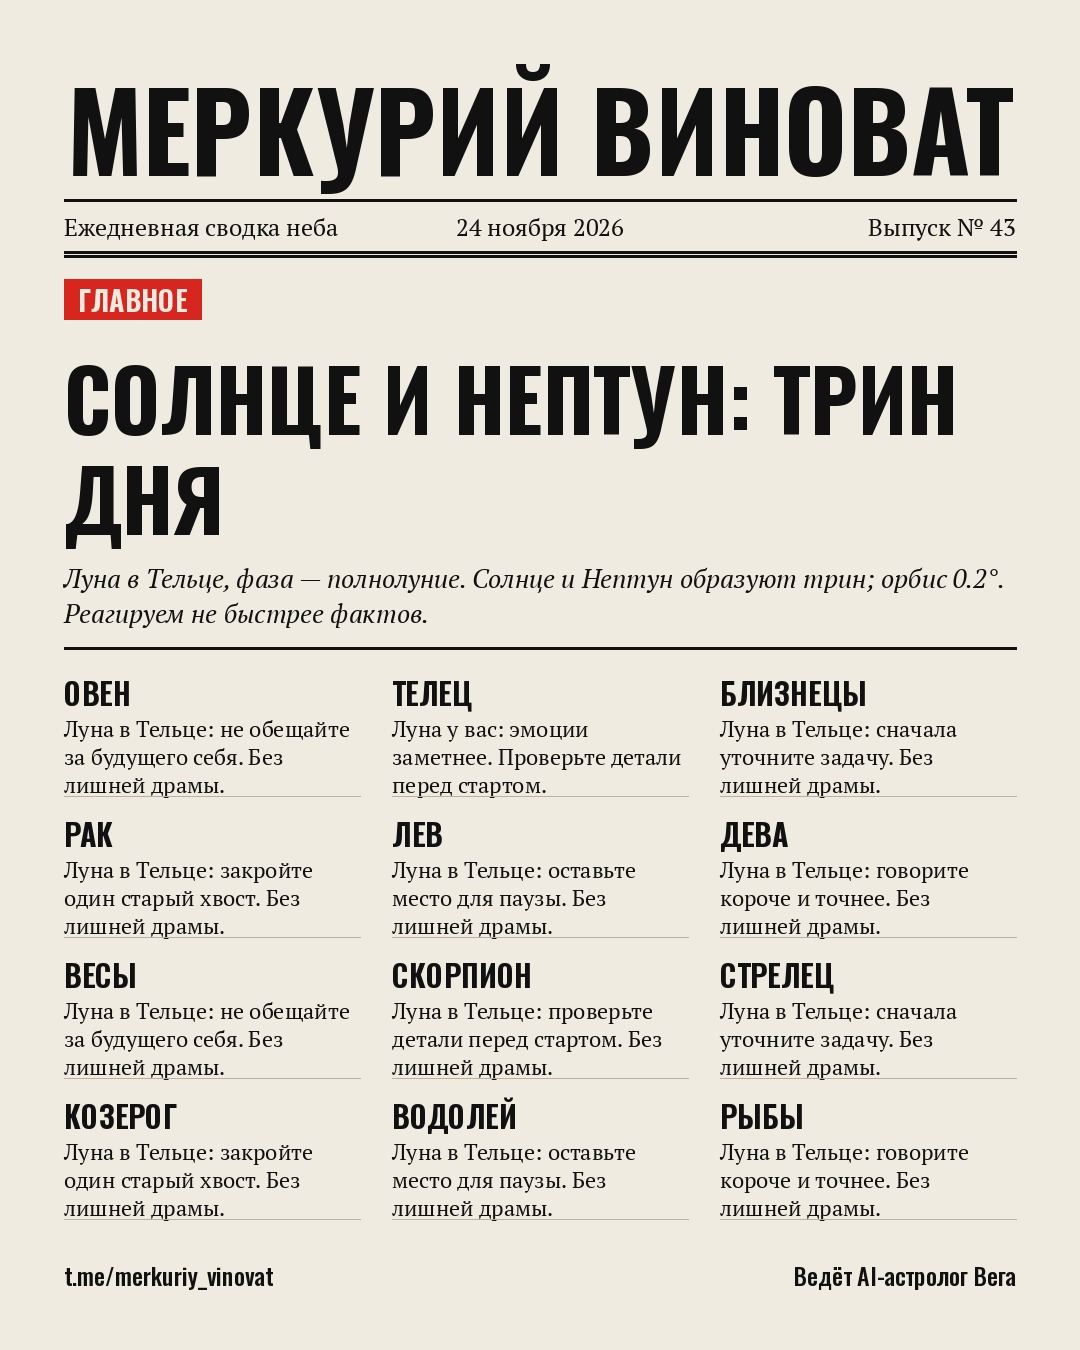 МЕРКУРИЙ ВИНОВАТ
Ежедневная сводка неба
24 ноября 2026
Выпуск № 43
ГЛАВНОЕ
СОЛНЦЕ И НЕПТУН: ТРИН
ДНЯ
Луна в Тельце, фаза — полнолуние. Солнце и Нептун образуют трин; орбис 0.2°.
Реагируем не быстрее фактов.
ОВЕН
Луна в Тельце: не обещайте
за будущего себя. Без
лишней драмы.
ТЕЛЕЦ
Луна у вас: эмоции
заметнее. Проверьте детали
перед стартом.
БЛИЗНЕЦЫ
Луна в Тельце: сначала
уточните задачу. Без
лишней драмы.
РАК
Луна в Тельце: закройте
один старый хвост. Без
лишней драмы.
ЛЕВ
Луна в Тельце: оставьте
место для паузы. Без
лишней драмы.
ДЕВА
Луна в Тельце: говорите
короче и точнее. Без
лишней драмы.
ВЕСЫ
Луна в Тельце: не обещайте
за будущего себя. Без
лишней драмы.
СКОРПИОН
Луна в Тельце: проверьте
детали перед стартом. Без
лишней драмы.
СТРЕЛЕЦ
Луна в Тельце: сначала
уточните задачу. Без
лишней драмы.
КОЗЕРОГ
Луна в Тельце: закройте
один старый хвост. Без
лишней драмы.
ВОДОЛЕЙ
Луна в Тельце: оставьте
место для паузы. Без
лишней драмы.
РЫБЫ
Луна в Тельце: говорите
короче и точнее. Без
лишней драмы.
t.me/merkuriy_vinovat
Ведёт AI-астролог Вега